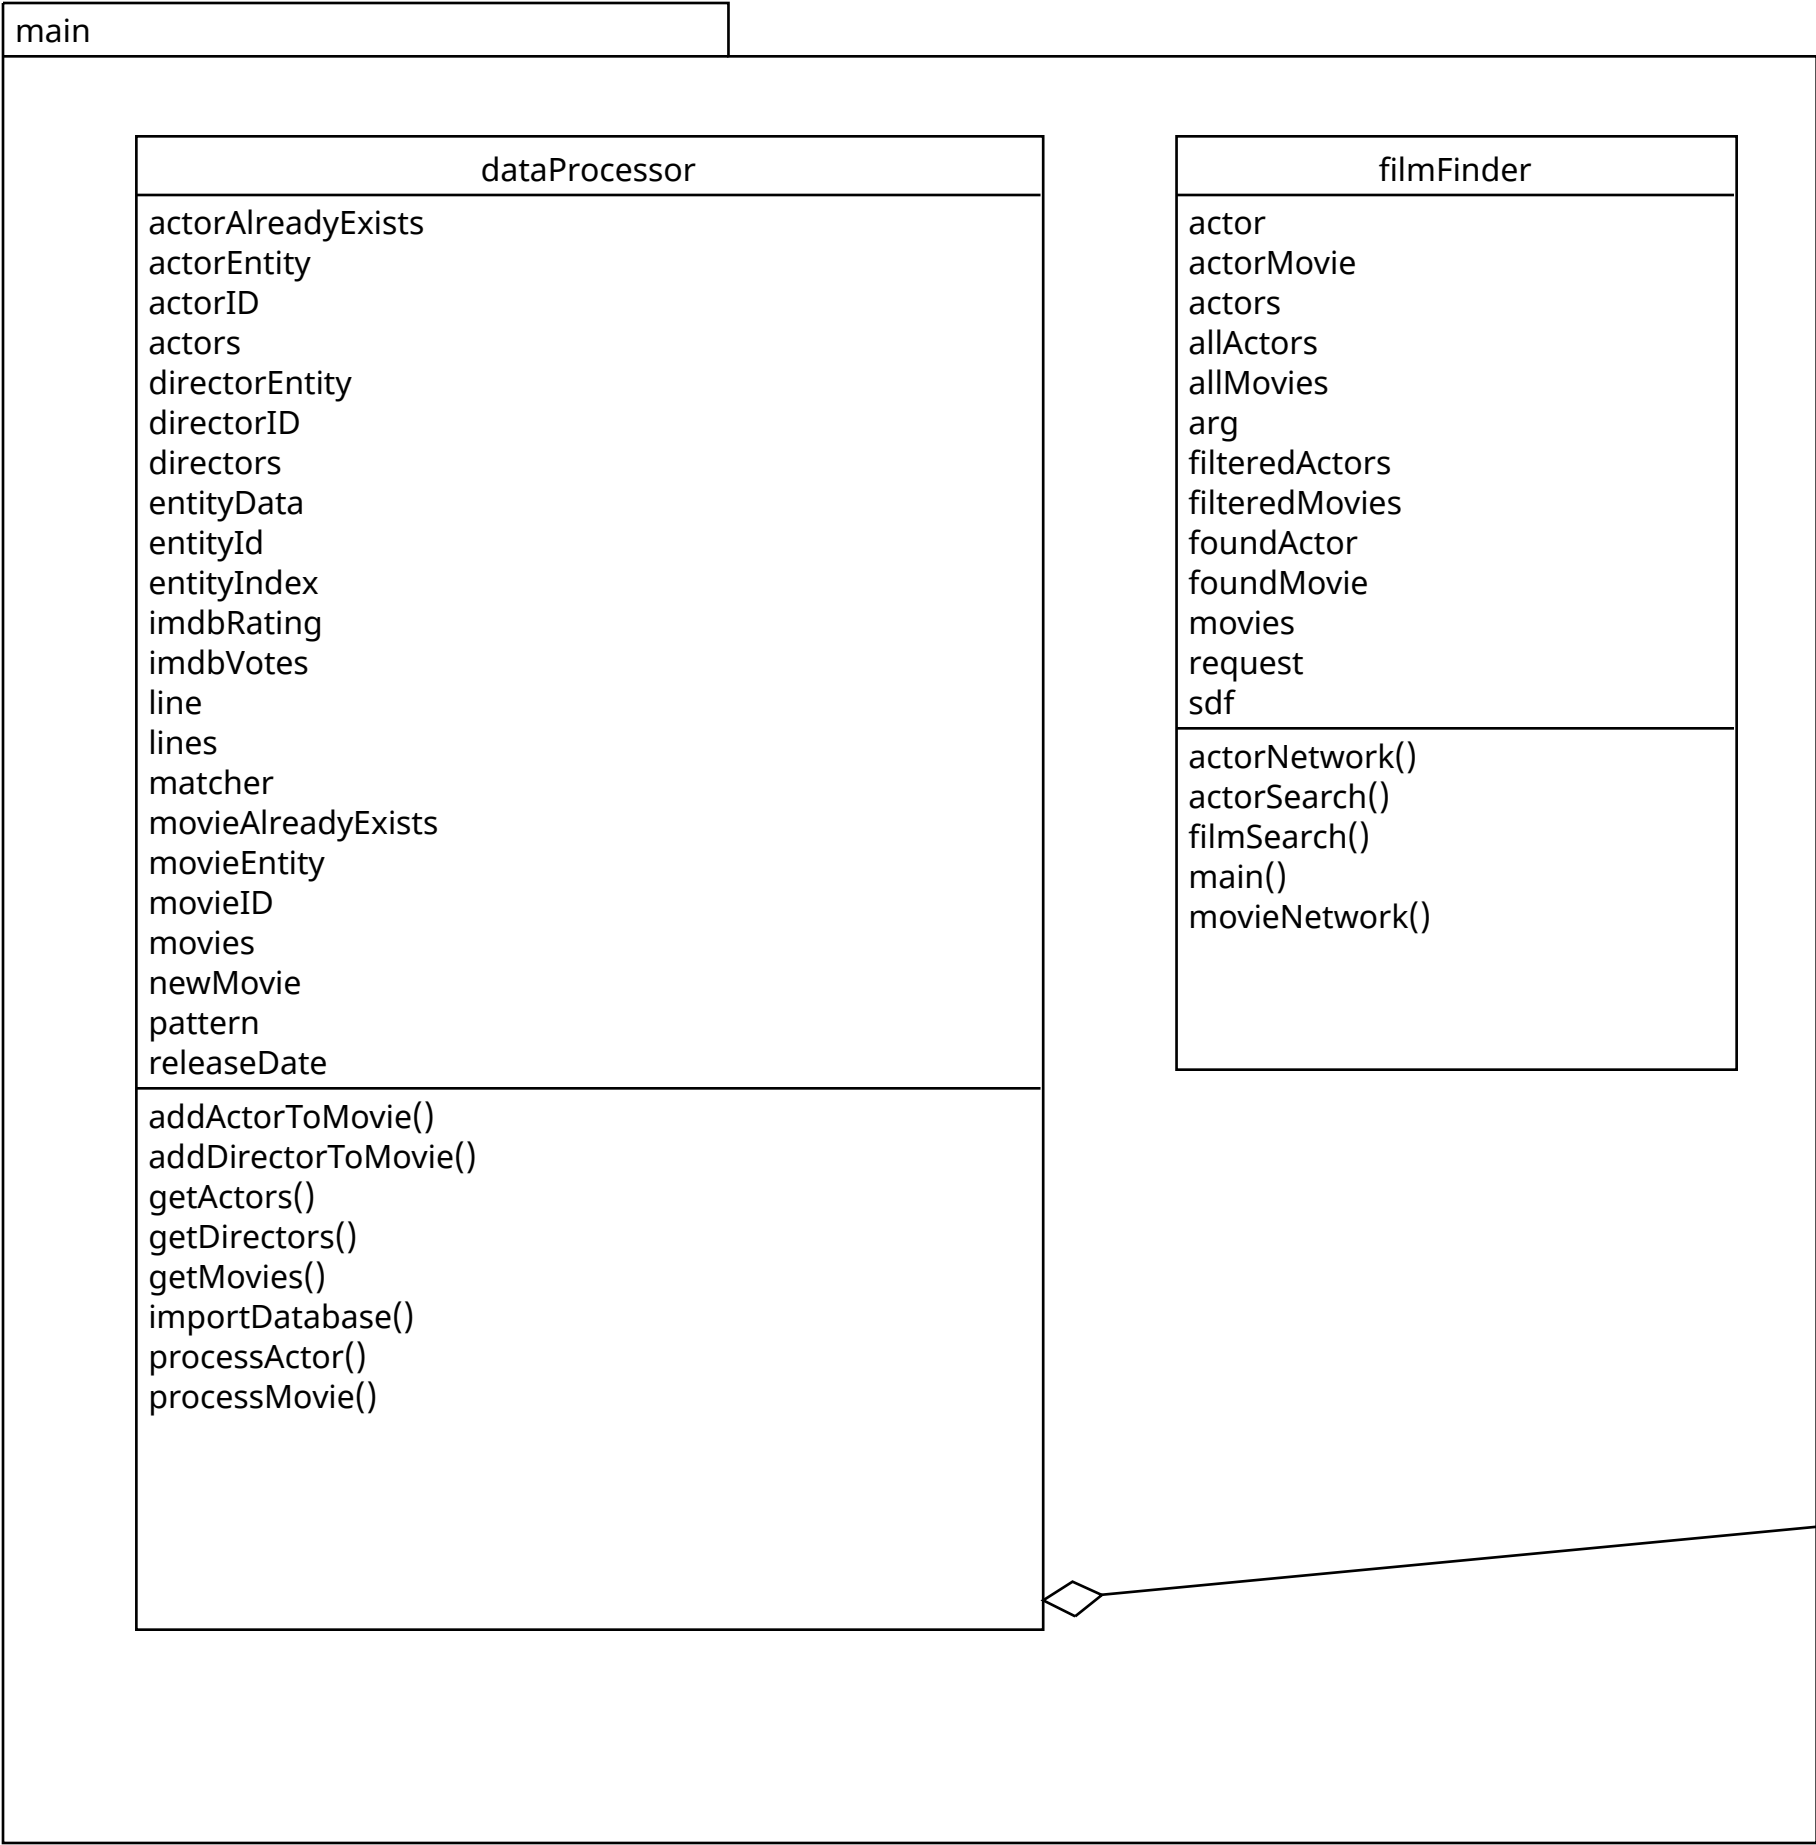 main
dataProcessor
actorAlreadyExists
actorEntity
actorID
actors
directorEntity
directorID
directors
entityData
entityId
entityIndex
imdbRating
imdbVotes
line
lines
matcher
movieAlreadyExists
movieEntity
movieID
movies
newMovie
pattern
releaseDate
addActorToMovie()
addDirectorToMovie()
getActors()
getDirectors()
getMovies()
importDatabase()
processActor()
processMovie()
filmFinder
actor
actorMovie
actors
allActors
allMovies
arg
filteredActors
filteredMovies
foundActor
foundMovie
movies
request
sdf
actorNetwork()
actorSearch()
filmSearch()
main()
movieNetwork()